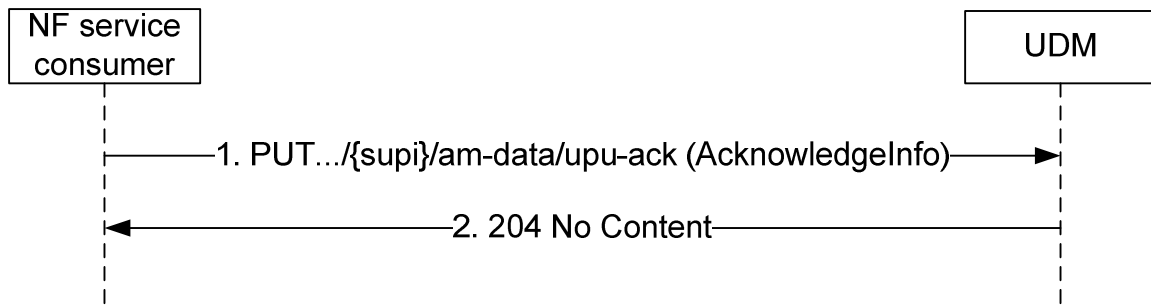 NF service
consumer
UDM
1. PUT.../{supi}/am-data/upu-ack (AcknowledgeInfo)
2. 204 No Content